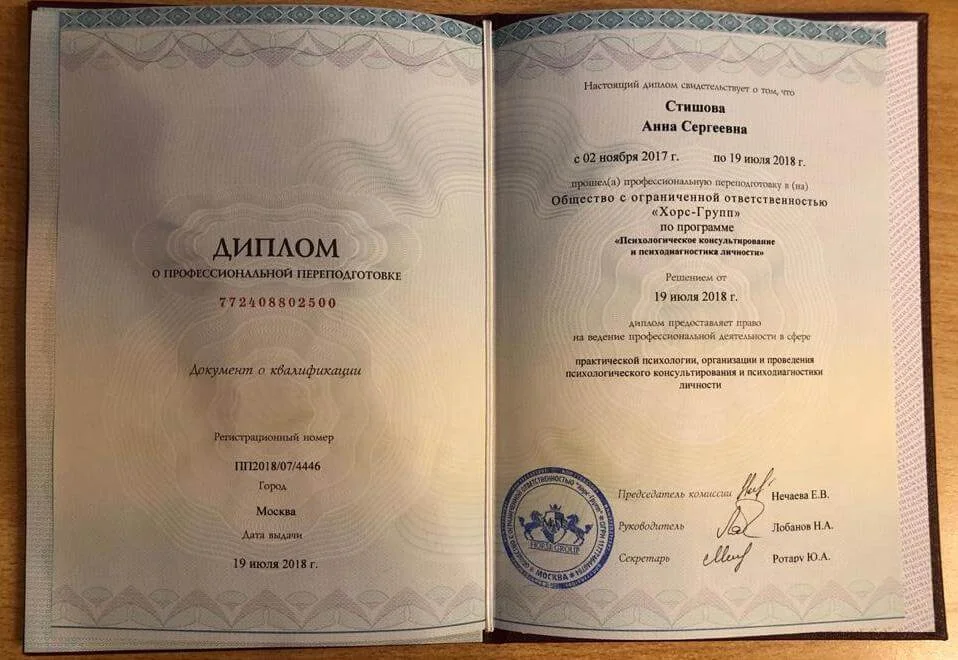 ДИПЛОМ
О ПРОФЕССИОНАЛЬНОЙ ПЕРЕПОДГОТОВКЕ
772408802500
Документ о квалификации
Регистрационный номер
ПП2018/07/4446
Город
Москва
Дата выдачи
19 июля 2018 г.
Настоящий диплом свидетельствует о том, что
Стишова
Анна Сергеевна
с 02 ноября 2017 г. по 19 июля 2018 г.
прошел(а) профессиональную переподготовку в (на)
Общество с ограниченной ответственностью
«Хорс-Групп»
по программе
«Психологическое консультирование
и психодиагностика личности»
Решением от
19 июля 2018 г.
диплом предоставляет право
на ведение профессиональной деятельности в сфере
практической психологии, организации и проведения
психологического консультирования и психодиагностики
личности
Председатель комиссии Нечаева Е.В.
Руководитель Лобанов Н.А.
Секретарь Ротару Ю.А.
HORSE GROUP
МОСКВА